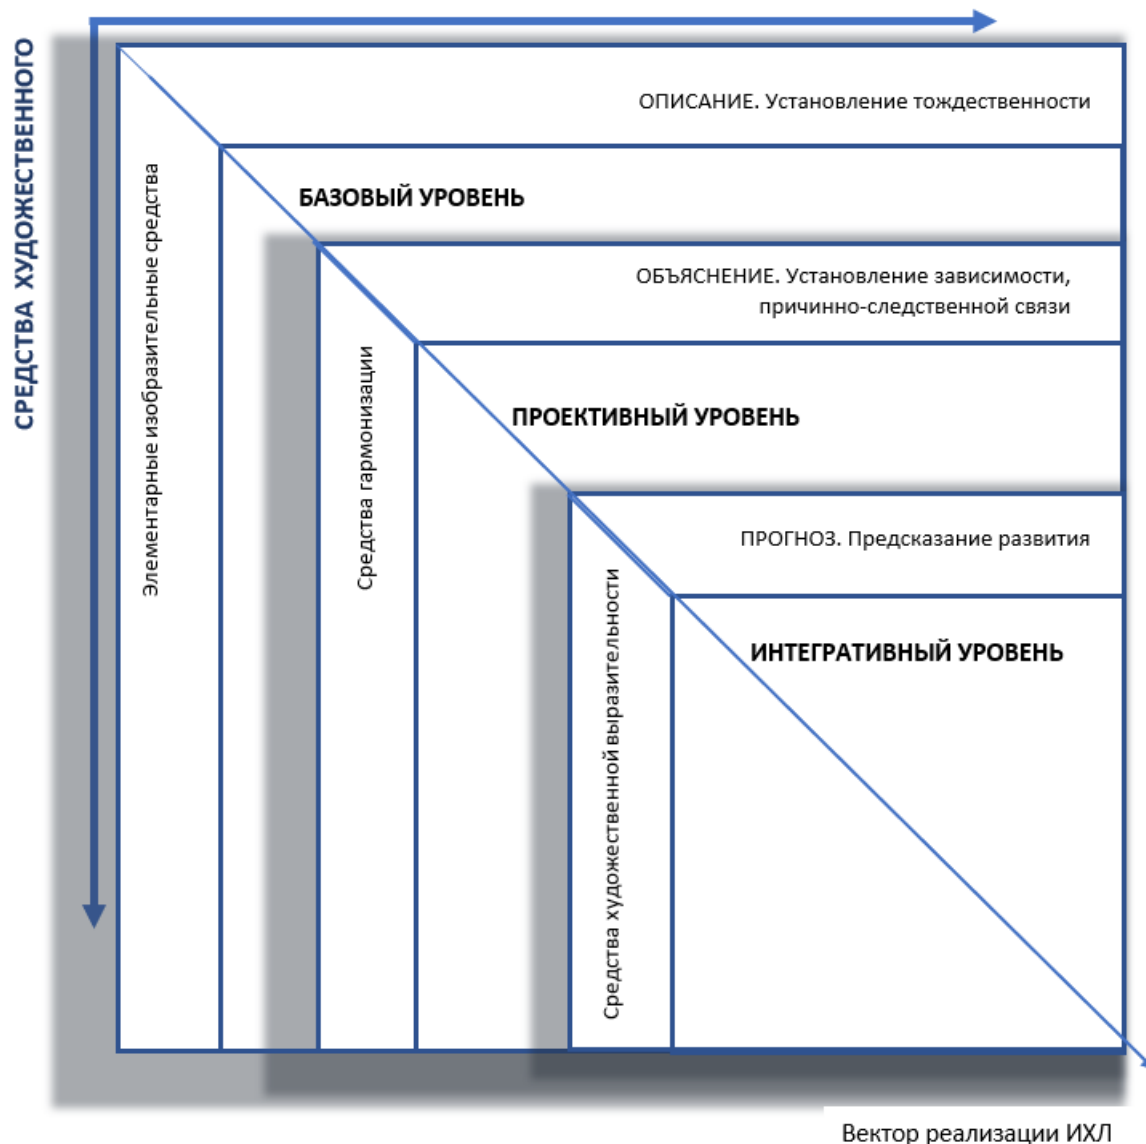 СРЕДСТВА ХУДОЖЕСТВЕННОГО
ОПИСАНИЕ. Установление тождественности
Элементарные изобразительные средства
БАЗОВЫЙ УРОВЕНЬ
ОБЪЯСНЕНИЕ. Установление зависимости,
причинно-следственной связи
Средства гармонизации
ПРОЕКТИВНЫЙ УРОВЕНЬ
ПРОГНОЗ. Предсказание развития
Средства художественной выразительности
ИНТЕГРАТИВНЫЙ УРОВЕНЬ
Вектор реализации ИХЛ